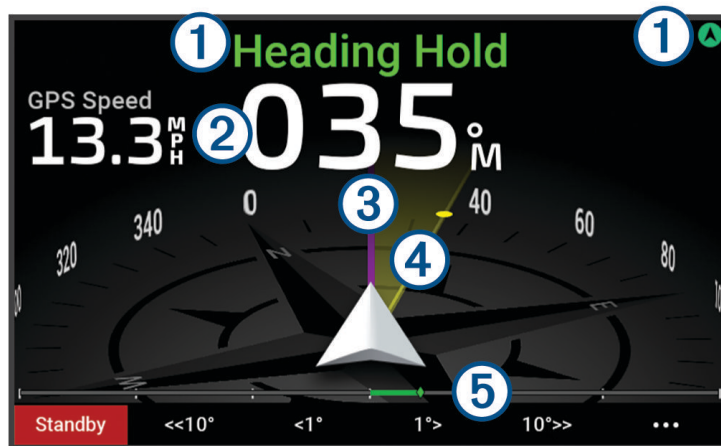 1 Heading Hold 1
GPS Speed
13.3 MPH 2 035°M
3
0 40
340 60
320 4 80
N
E
W
5
Standby <<10° <1° 1°> 10°>> •••